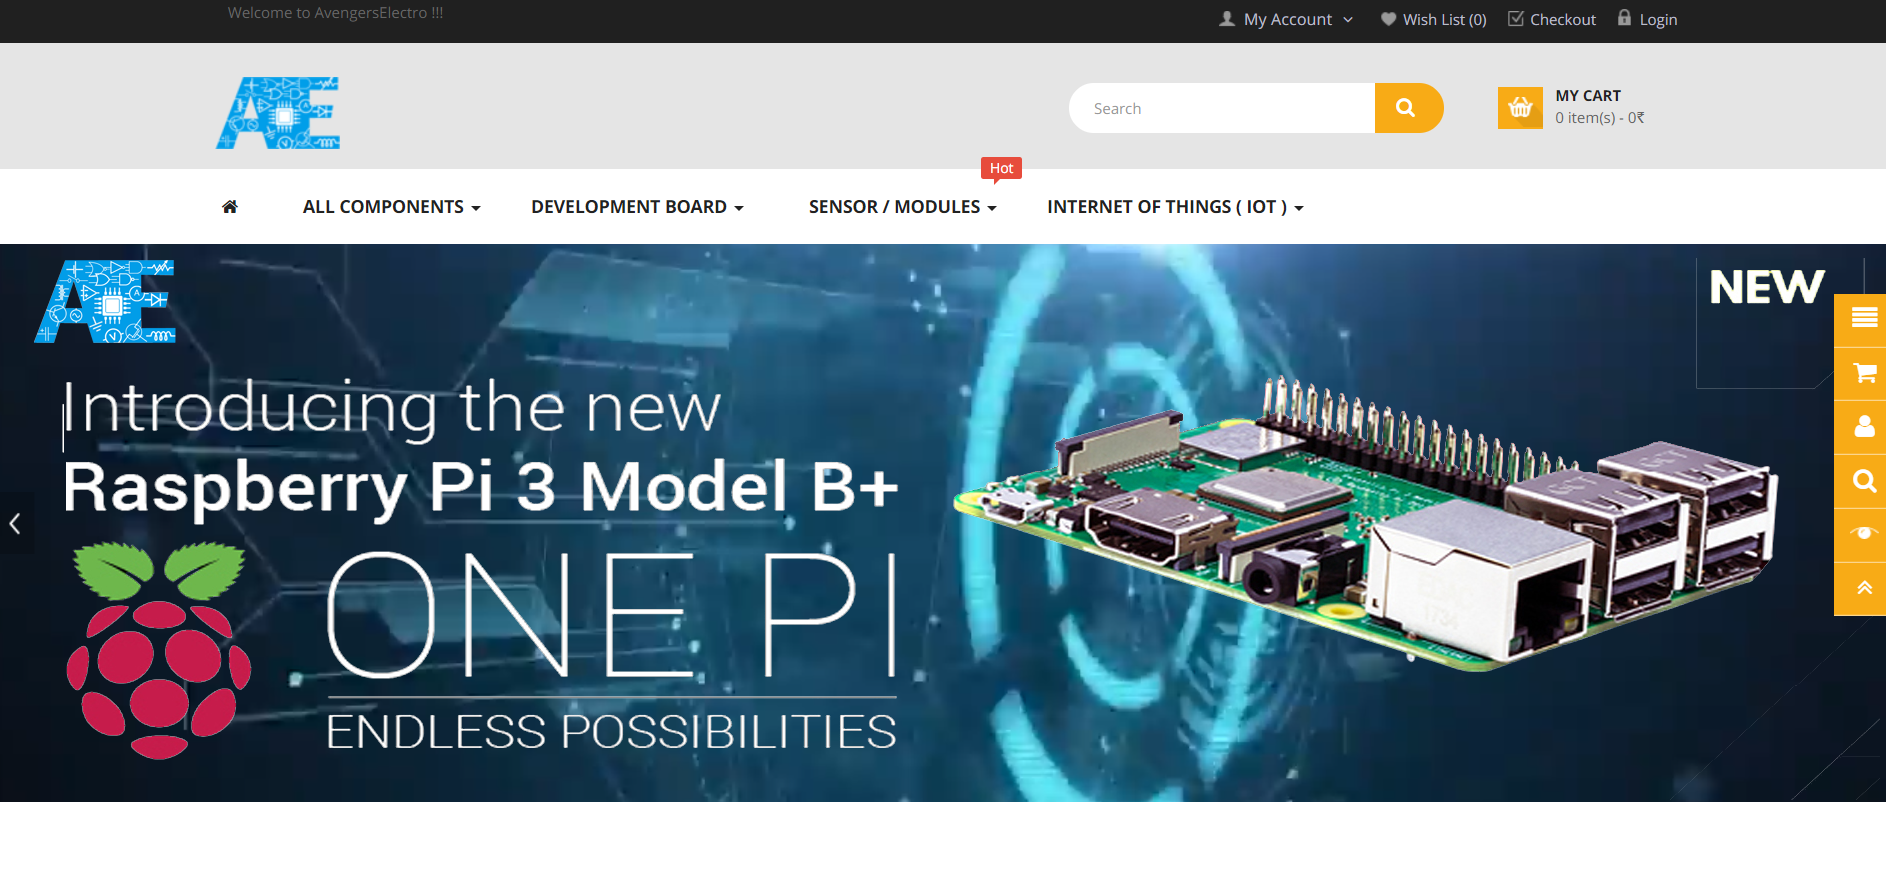 Welcome to AvengersElectro !!!
My Account
Wish List (0)
Checkout
Login
AE
Search
MY CART
0 item(s) - 0₹
Hot
ALL COMPONENTS
DEVELOPMENT BOARD
SENSOR / MODULES
INTERNET OF THINGS ( IOT )
AE
NEW
Introducing the new
Raspberry Pi 3 Model B+
ONE PI
ENDLESS POSSIBILITIES